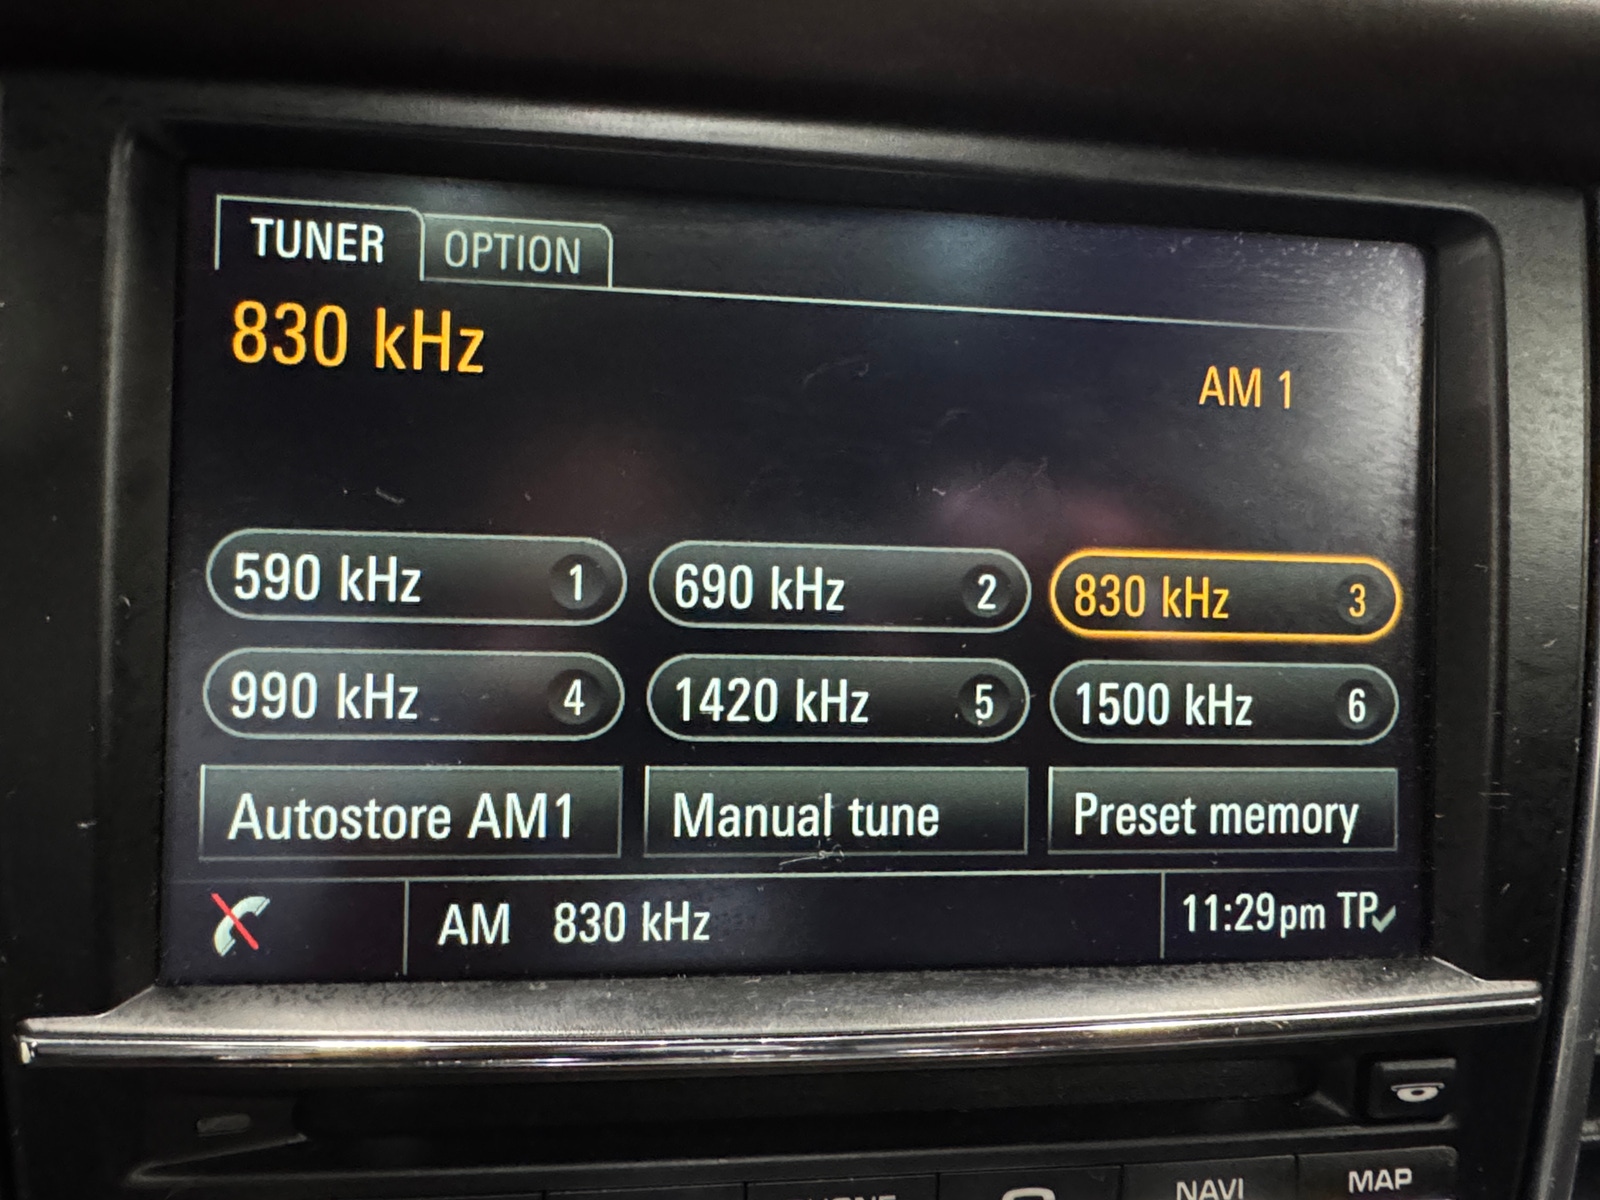 TUNER OPTION
830 kHz
AM 1
590 kHz 1 690 kHz 2 830 kHz 3
990 kHz 4 1420 kHz 5 1500 kHz 6
Autostore AM1 Manual tune Preset memory
AM 830 kHz 11:29pm TP
NAVI MAP